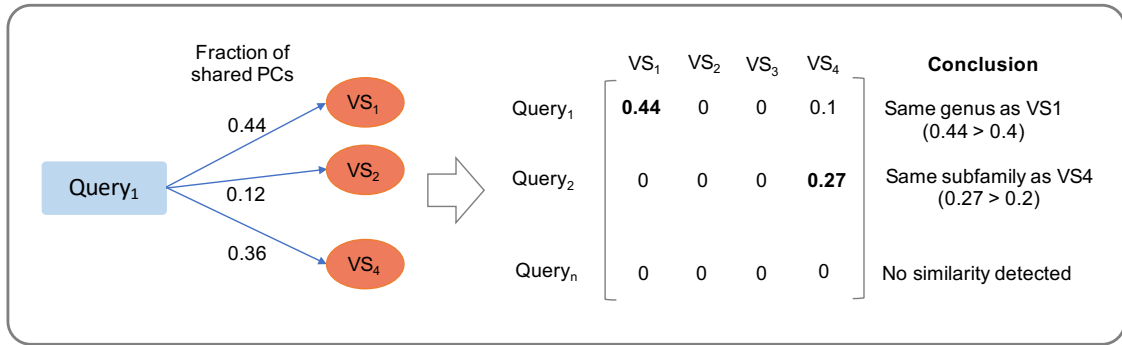 Fraction of
shared PCs
0.44
0.12
0.36
Query₁
VS₁
VS₂
VS₄
VS₁ VS₂ VS₃ VS₄ Conclusion
Query₁ 0.44 0 0 0.1 Same genus as VS1
(0.44 > 0.4)
Query₂ 0 0 0 0.27 Same subfamily as VS4
(0.27 > 0.2)
Queryₙ 0 0 0 0 No similarity detected